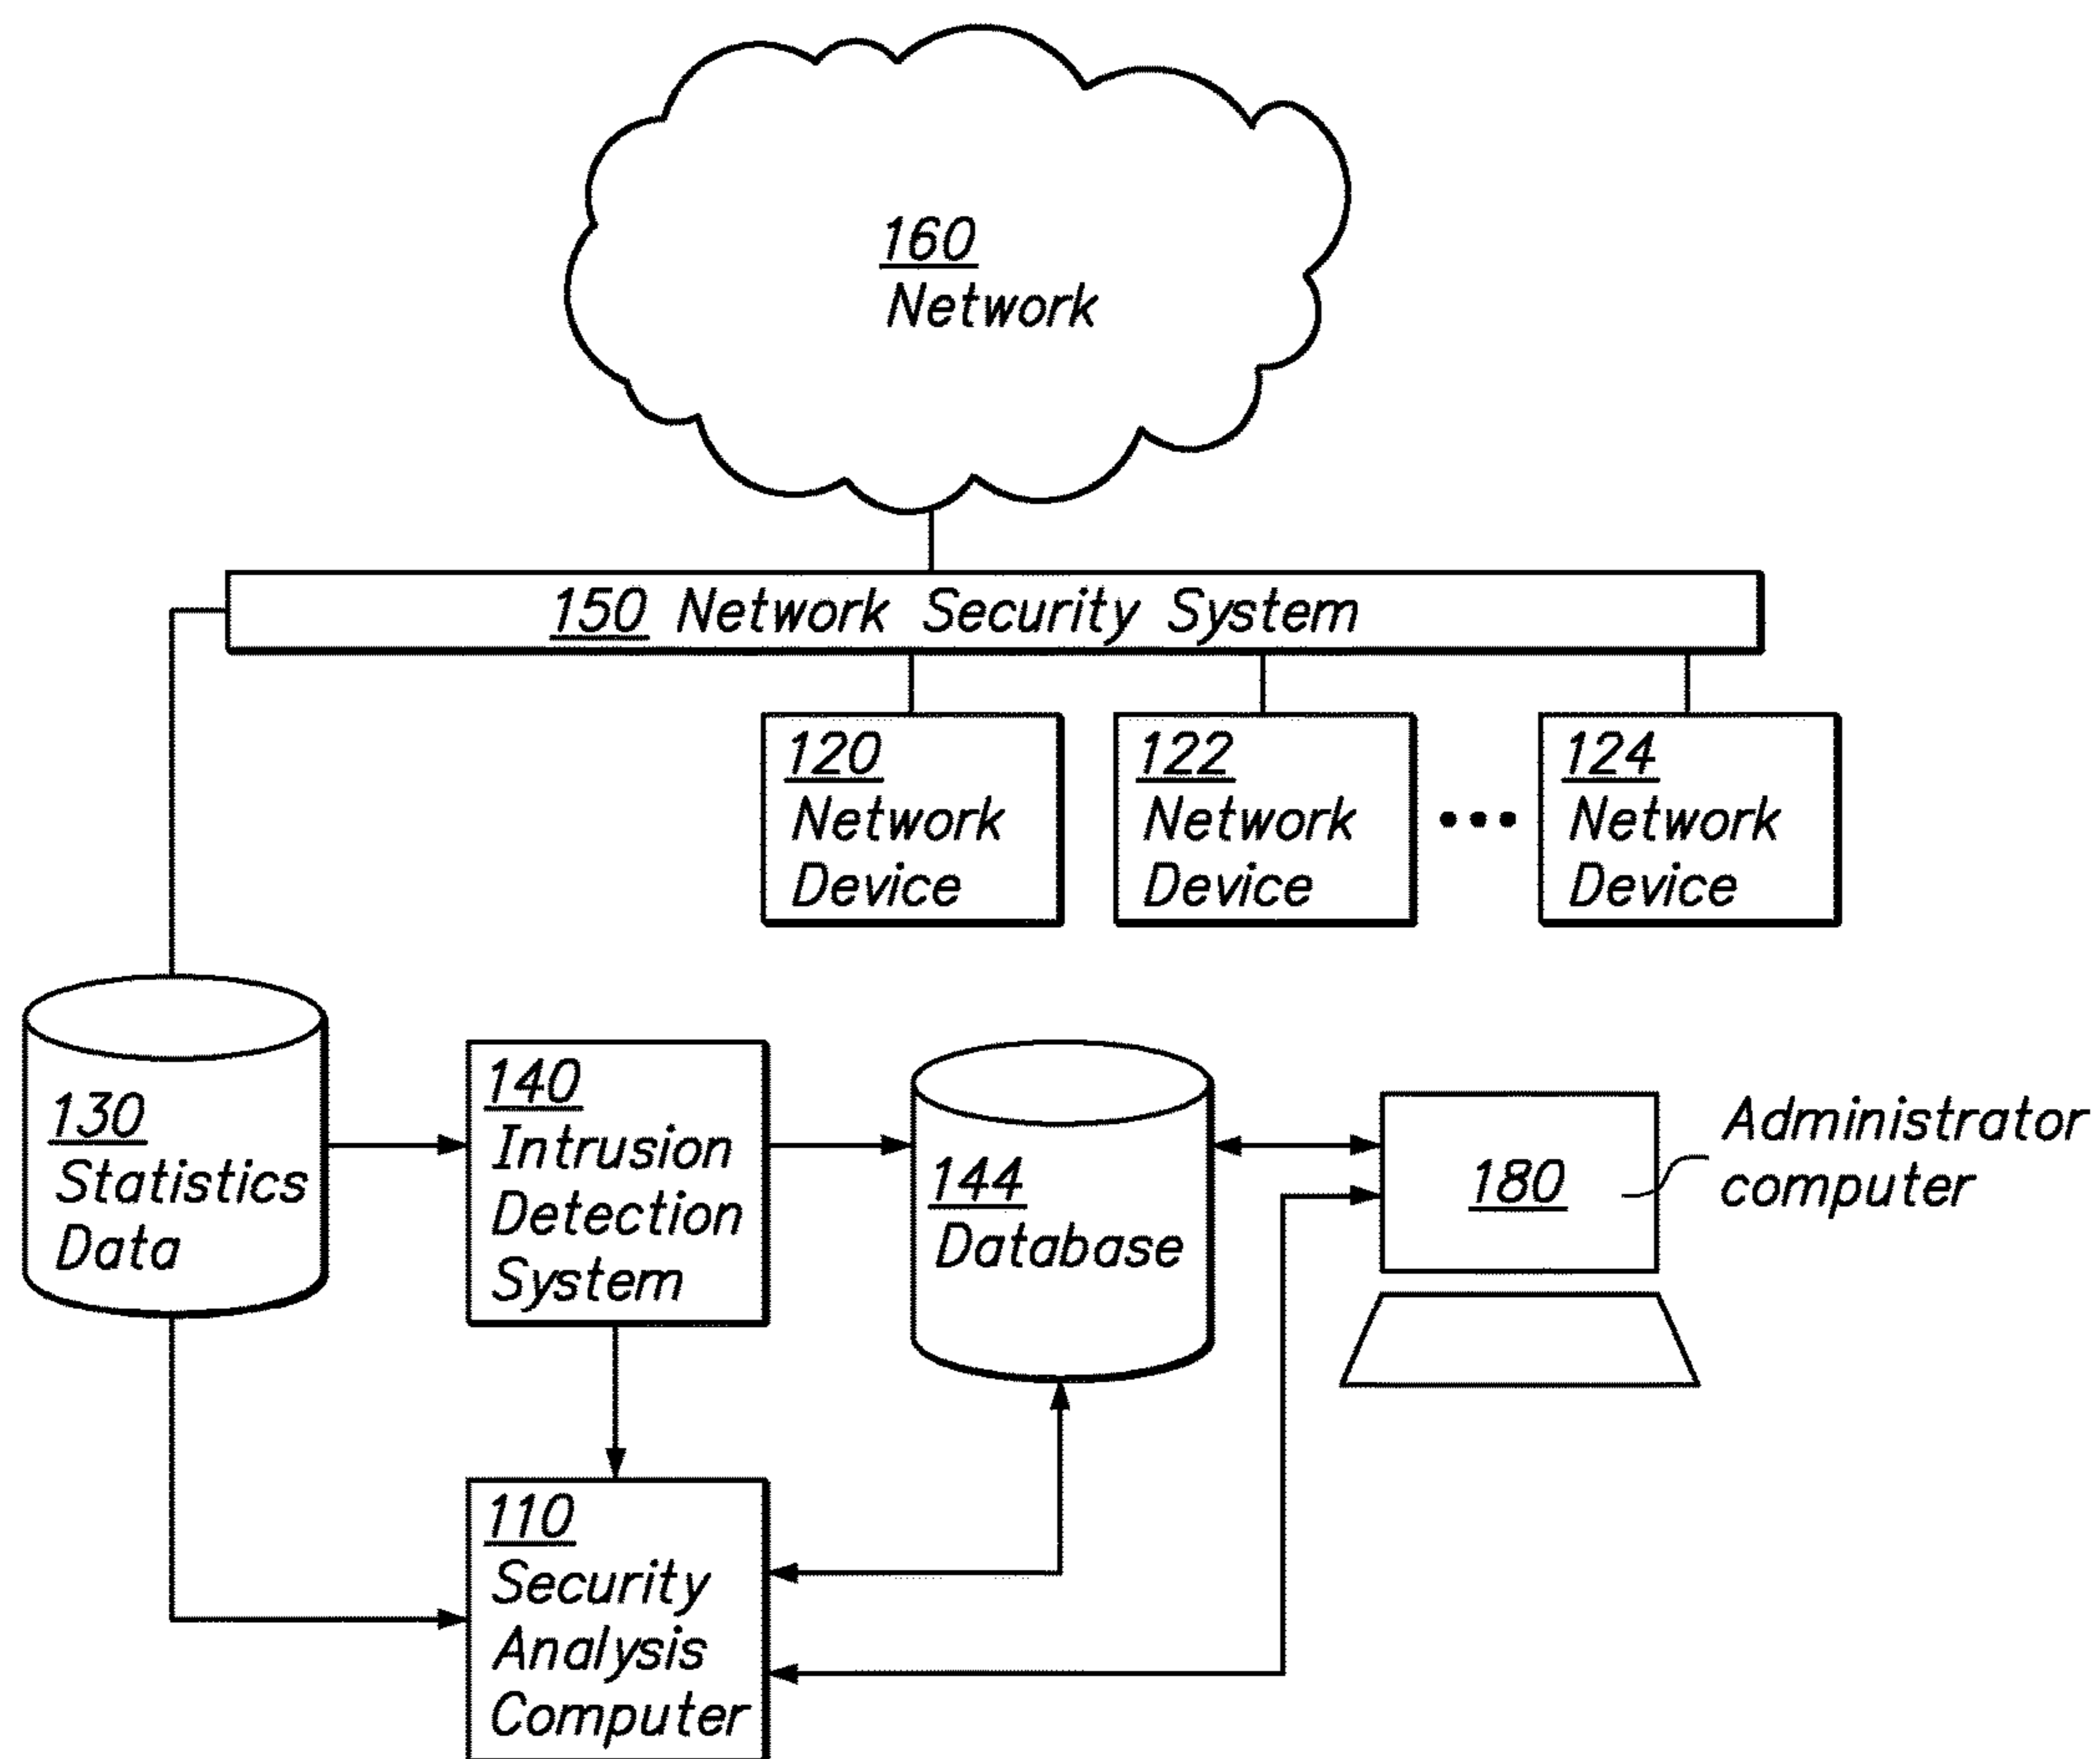 160
Network
150 Network Security System
120
Network
Device
122
Network
Device
124
Network
Device
130
Statistics
Data
140
Intrusion
Detection
System
144
Database
180
Administrator
computer
110
Security
Analysis
Computer